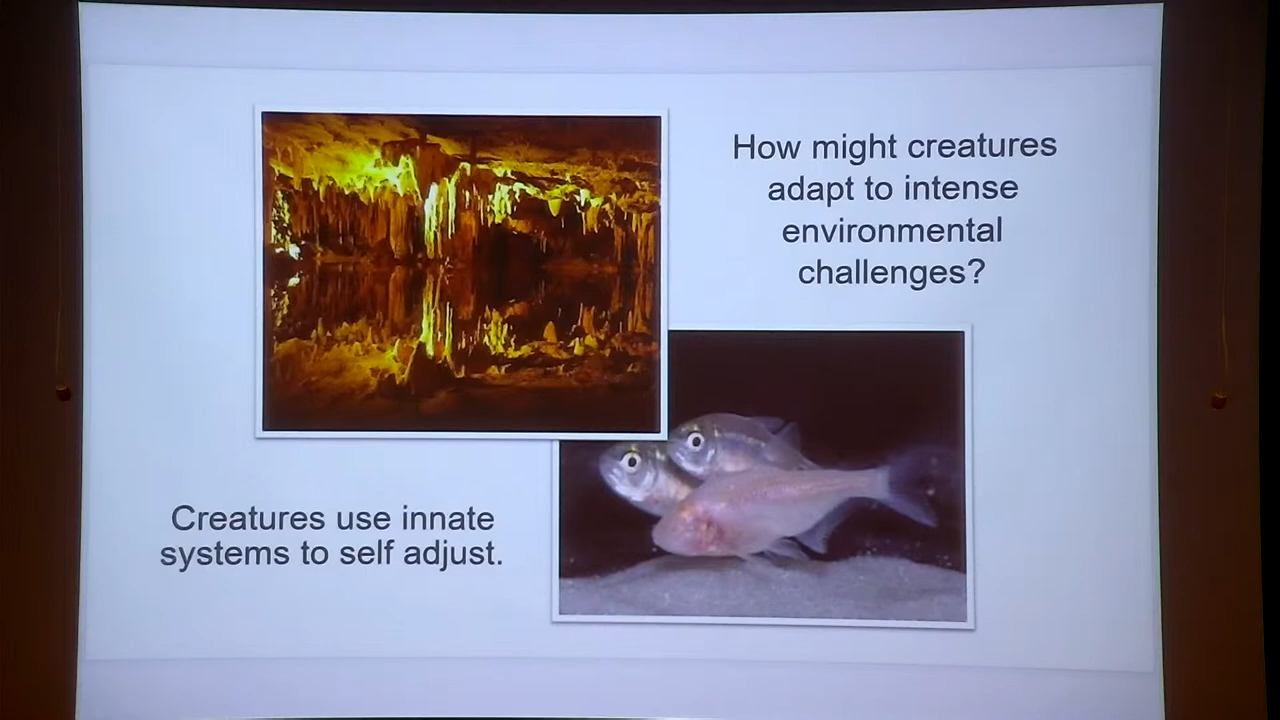 How might creatures
adapt to intense
environmental
challenges?
Creatures use innate
systems to self adjust.